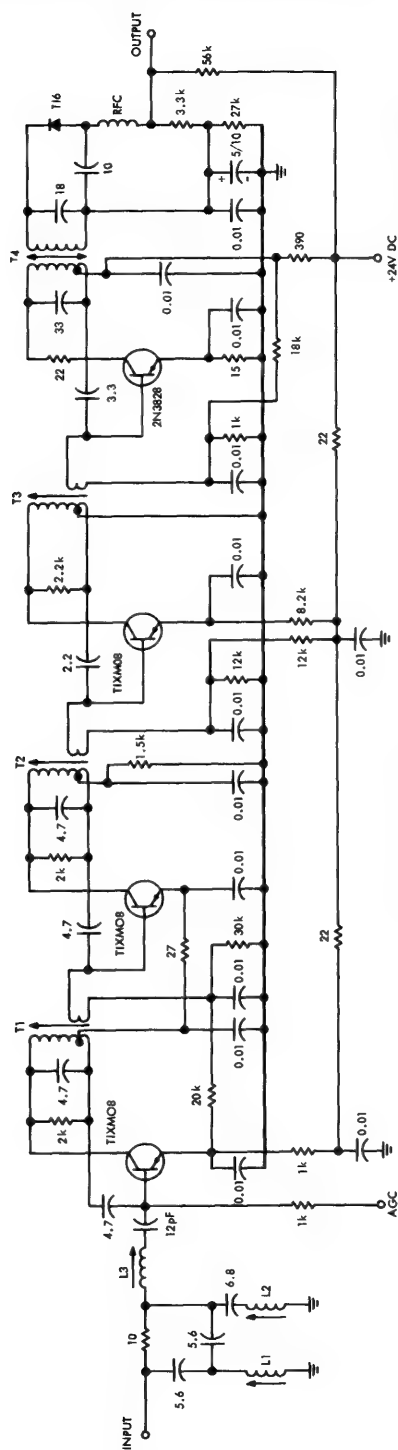 INPUT
10
5.6
5.6
6.8
L1
L2
L3
12pF
4.7
TIXMO8
2k
4.7
T1
0.01
20k
1k
1k
AGC
0.01
0.01
0.01
30k
27
4.7
TIXMO8
2k
4.7
T2
0.01
0.01
1.5k
22
2.2
TIXM08
2.2k
T3
0.01
12k
12k
8.2k
0.01
0.01
22
3.3
2N3828
22
33
T4
0.01
1k
18k
15
0.01
0.01
390
+24V DC
18
10
T16
RFC
OUTPUT
3.3k
56k
27k
+
5/10
-
0.01